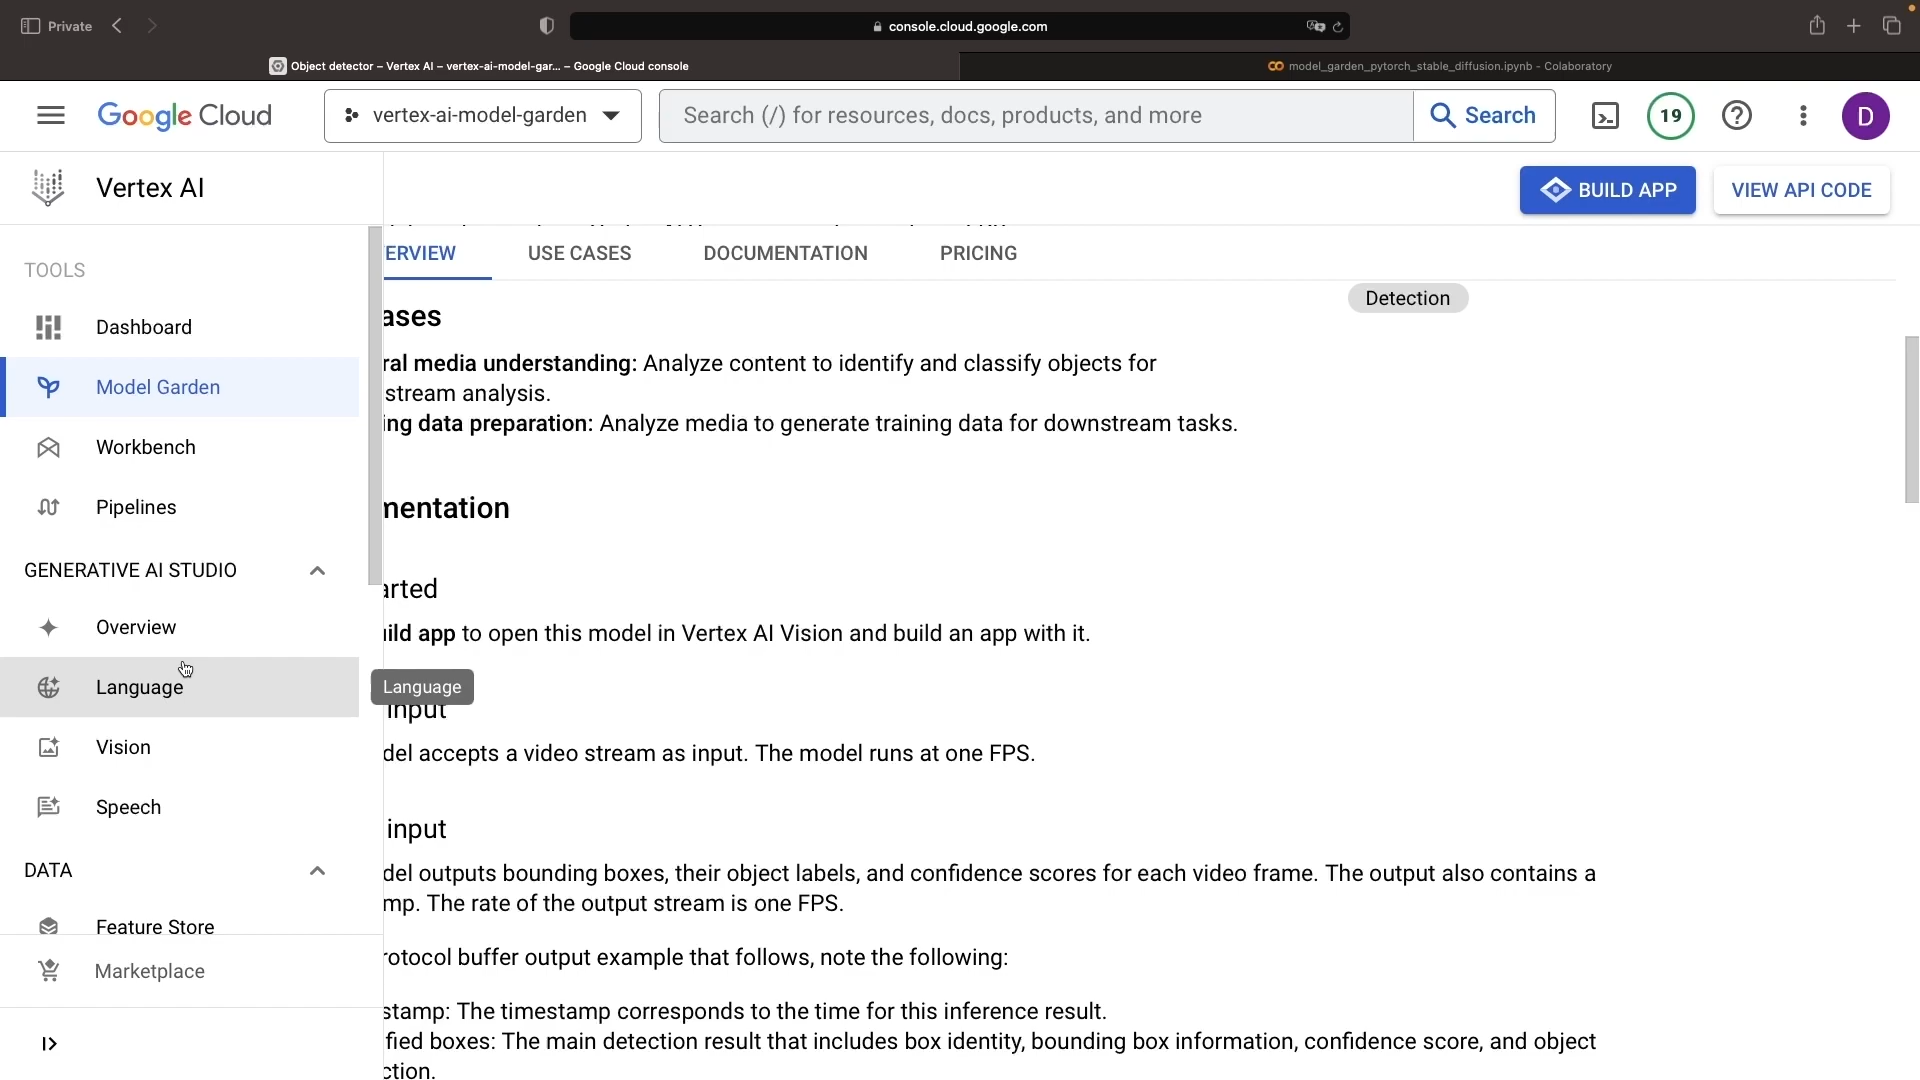 Private
console.cloud.google.com
Object detector – Vertex AI – vertex-ai-model-gar... – Google Cloud console
model_garden_pytorch_stable_diffusion.ipynb - Colaboratory
Google Cloud
vertex-ai-model-garden
Search (/) for resources, docs, products, and more
Search
19
D
Vertex AI
BUILD APP
VIEW API CODE
ERVIEW
USE CASES
DOCUMENTATION
PRICING
TOOLS
Dashboard
Model Garden
Workbench
Pipelines
GENERATIVE AI STUDIO
Overview
Language
Vision
Speech
DATA
Feature Store
Marketplace
Language
Detection
ases
ral media understanding: Analyze content to identify and classify objects for
stream analysis.
ing data preparation: Analyze media to generate training data for downstream tasks.
mentation
arted
ild app to open this model in Vertex AI Vision and build an app with it.
input
del accepts a video stream as input. The model runs at one FPS.
input
del outputs bounding boxes, their object labels, and confidence scores for each video frame. The output also contains a
mp. The rate of the output stream is one FPS.
rotocol buffer output example that follows, note the following:
stamp: The timestamp corresponds to the time for this inference result.
fied boxes: The main detection result that includes box identity, bounding box information, confidence score, and object
ction.